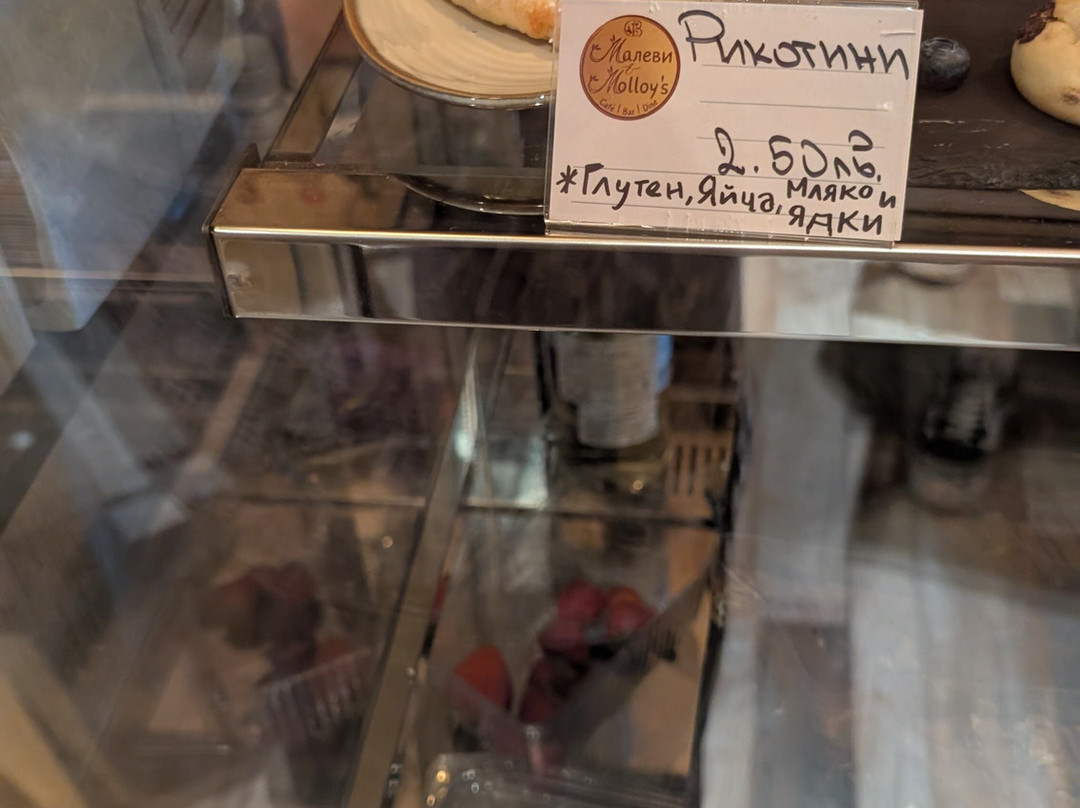 Малеви
Molloy's
Café | Bar | Dine
Рикотини
2.50лв.
*Глутен, Яйца, Мляко и
ядки